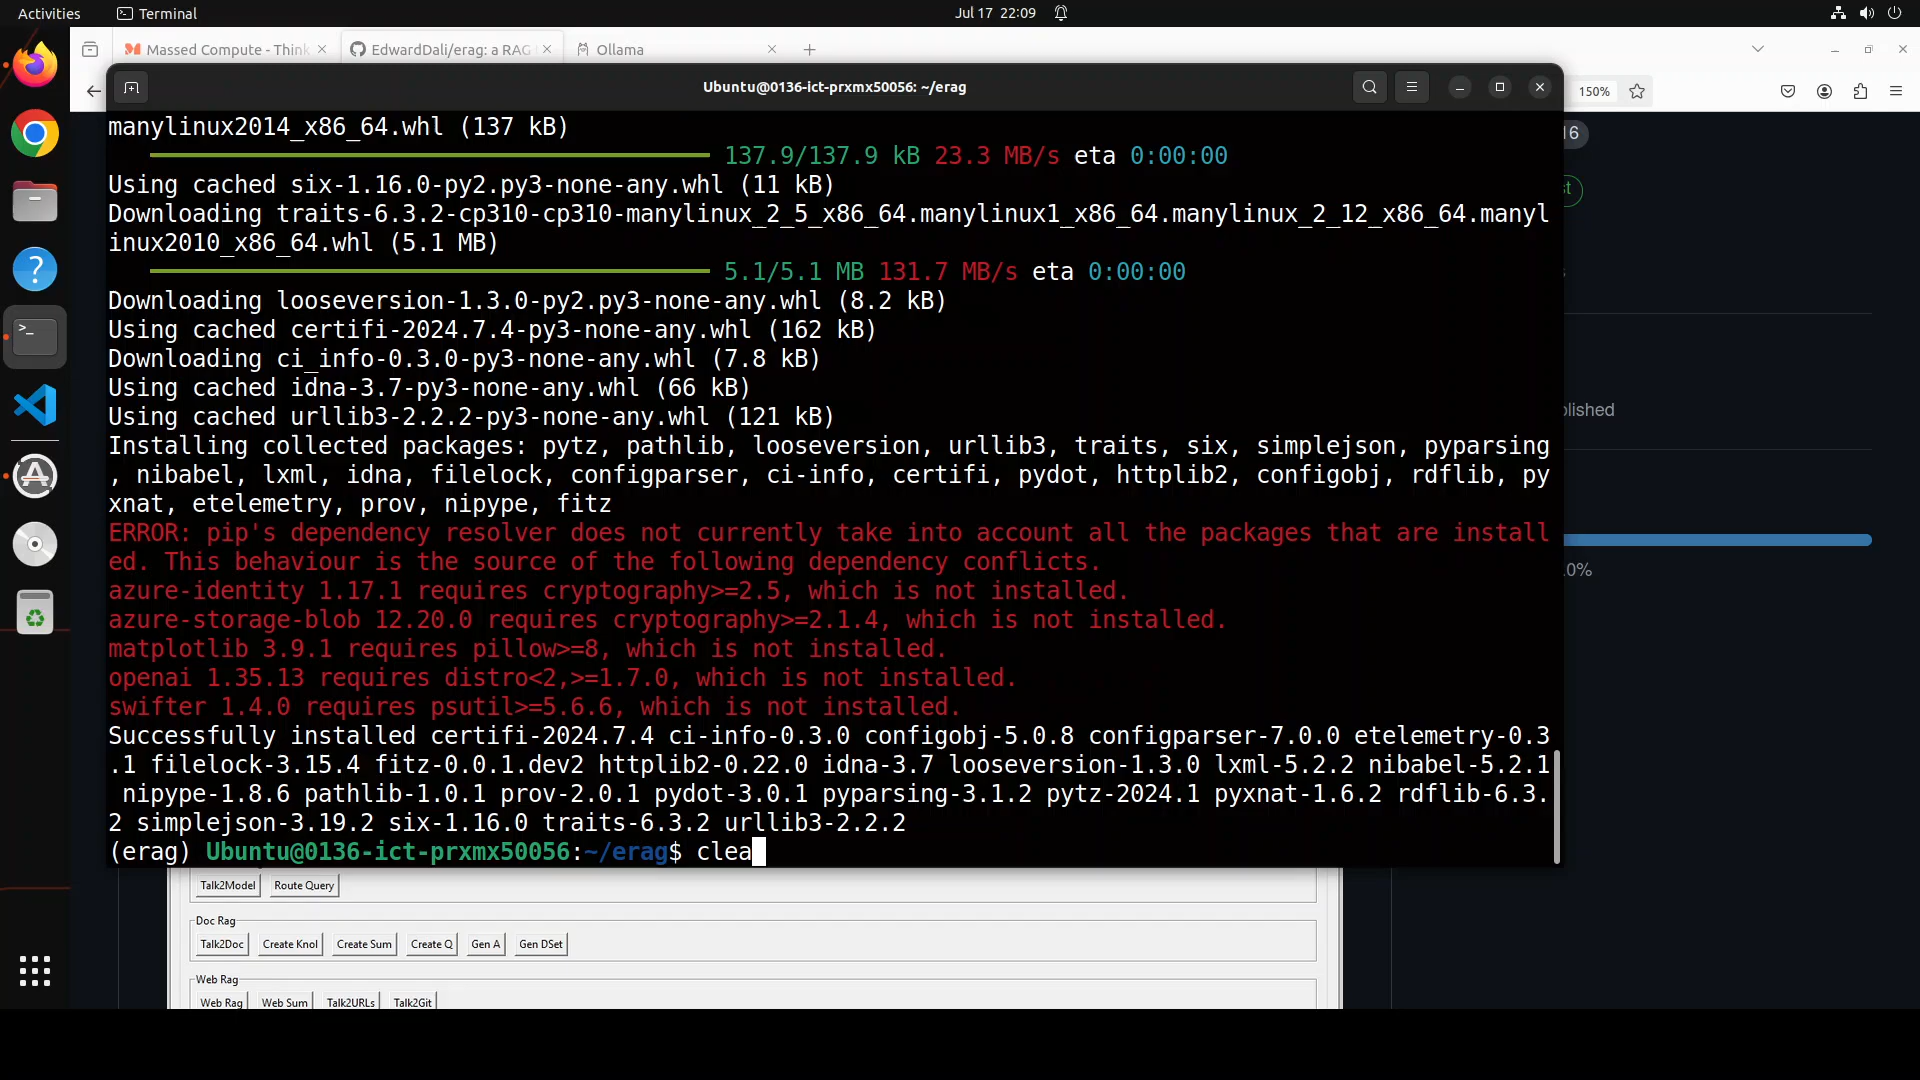 Activities Terminal Jul 17 22:09
Massed Compute - Think EdwardDali/erag: a RAG Ollama
Ubuntu@0136-ict-prxmx50056: ~/erag
150%
manylinux2014_x86_64.whl (137 kB)
137.9/137.9 kB 23.3 MB/s eta 0:00:00
Using cached six-1.16.0-py2.py3-none-any.whl (11 kB)
Downloading traits-6.3.2-cp310-cp310-manylinux_2_5_x86_64.manylinux1_x86_64.manylinux_2_12_x86_64.manyl
inux2010_x86_64.whl (5.1 MB)
5.1/5.1 MB 131.7 MB/s eta 0:00:00
Downloading looseversion-1.3.0-py2.py3-none-any.whl (8.2 kB)
Using cached certifi-2024.7.4-py3-none-any.whl (162 kB)
Downloading ci_info-0.3.0-py3-none-any.whl (7.8 kB)
Using cached idna-3.7-py3-none-any.whl (66 kB)
Using cached urllib3-2.2.2-py3-none-any.whl (121 kB)
Installing collected packages: pytz, pathlib, looseversion, urllib3, traits, six, simplejson, pyparsing
, nibabel, lxml, idna, filelock, configparser, ci-info, certifi, pydot, httplib2, configobj, rdflib, py
xnat, etelemetry, prov, nipype, fitz
ERROR: pip's dependency resolver does not currently take into account all the packages that are install
ed. This behaviour is the source of the following dependency conflicts.
azure-identity 1.17.1 requires cryptography>=2.5, which is not installed.
azure-storage-blob 12.20.0 requires cryptography>=2.1.4, which is not installed.
matplotlib 3.9.1 requires pillow>=8, which is not installed.
openai 1.35.13 requires distro<2,>=1.7.0, which is not installed.
swifter 1.4.0 requires psutil>=5.6.6, which is not installed.
Successfully installed certifi-2024.7.4 ci-info-0.3.0 configobj-5.0.8 configparser-7.0.0 etelemetry-0.3
.1 filelock-3.15.4 fitz-0.0.1.dev2 httplib2-0.22.0 idna-3.7 looseversion-1.3.0 lxml-5.2.2 nibabel-5.2.1
nipype-1.8.6 pathlib-1.0.1 prov-2.0.1 pydot-3.0.1 pyparsing-3.1.2 pytz-2024.1 pyxnat-1.6.2 rdflib-6.3.
2 simplejson-3.19.2 six-1.16.0 traits-6.3.2 urllib3-2.2.2
(erag) Ubuntu@0136-ict-prxmx50056:~/erag$ clea
16
st
blished
.0%
Talk2Model Route Query
Doc Rag
Talk2Doc Create Knol Create Sum Create Q Gen A Gen DSet
Web Rag
Web Rag Web Sum Talk2URLs Talk2Git